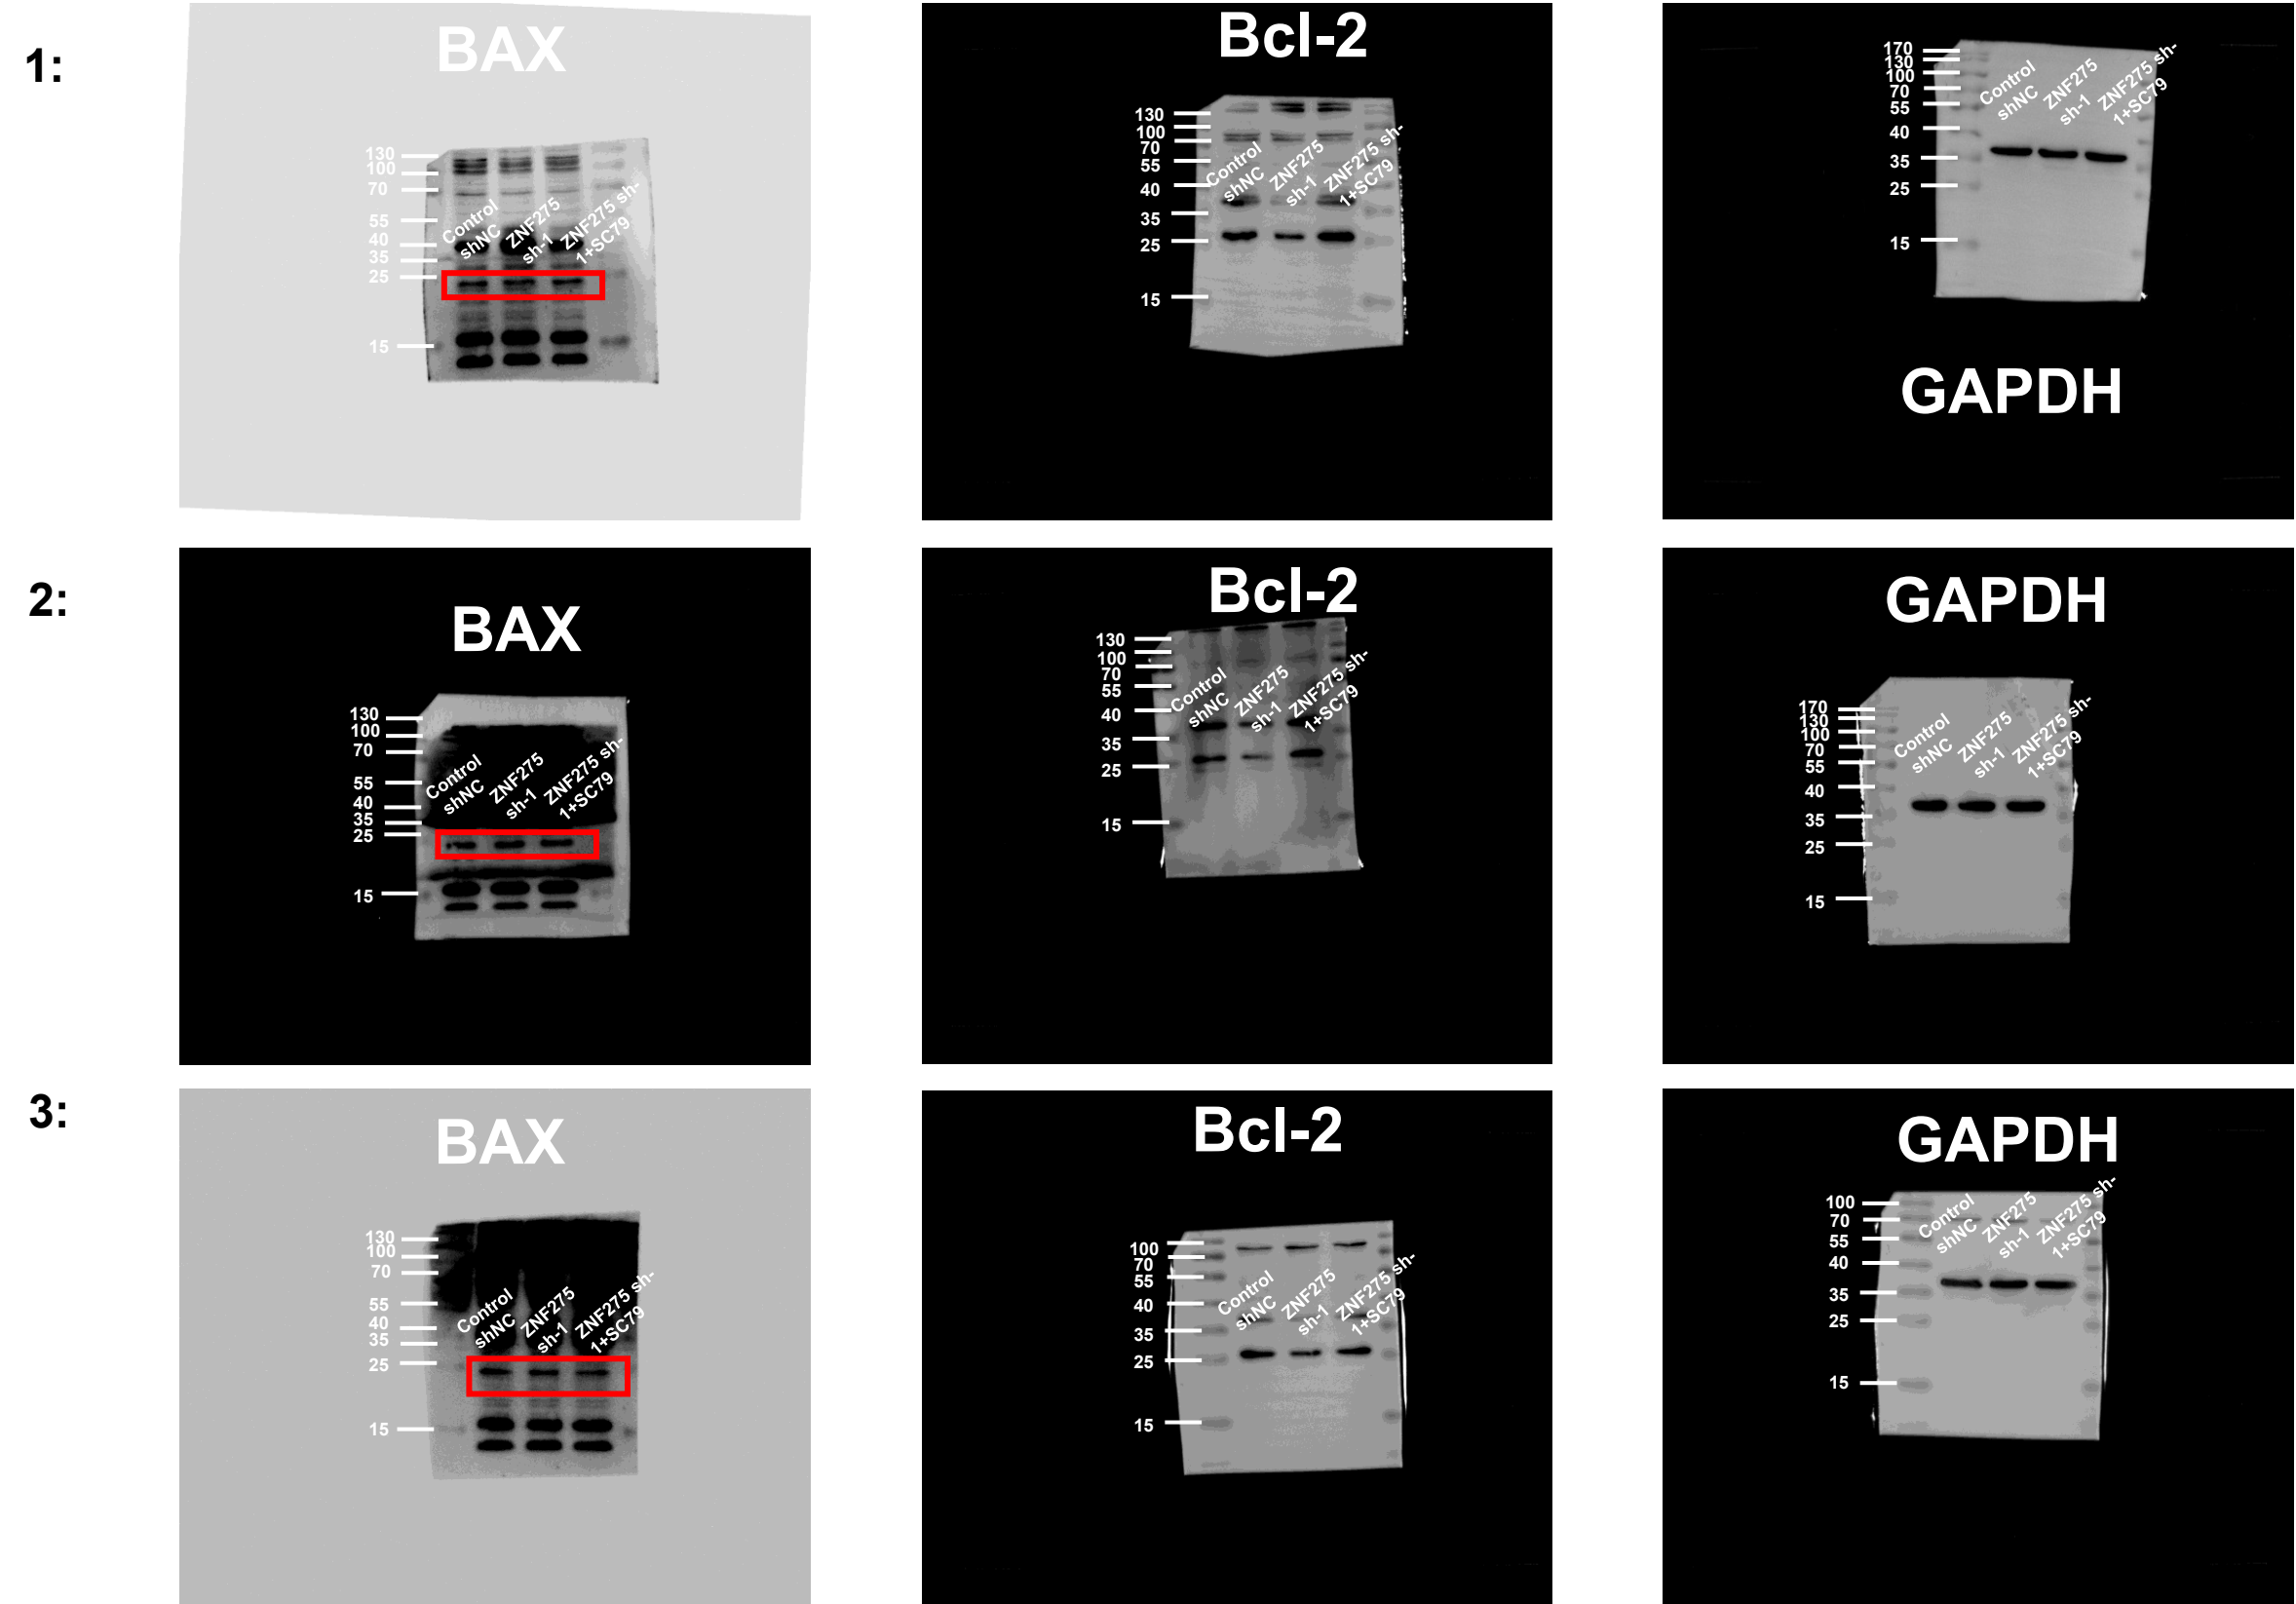 1:
BAX
130
100
70
55
40
35
25
15
Control
shNC
ZNF275
sh-1
ZNF275 sh-
1+SC79
Bcl-2
130
100
70
55
40
35
25
15
Control
shNC
ZNF275
sh-1
ZNF275 sh-
1+SC79
170
130
100
70
55
40
35
25
15
Control
shNC
ZNF275
sh-1
ZNF275 sh-
1+SC79
GAPDH
2:
BAX
130
100
70
55
40
35
25
15
Control
shNC
ZNF275
sh-1
ZNF275 sh-
1+SC79
Bcl-2
130
100
70
55
40
35
25
15
Control
shNC
ZNF275
sh-1
ZNF275 sh-
1+SC79
GAPDH
170
130
100
70
55
40
35
25
15
Control
shNC
ZNF275
sh-1
ZNF275 sh-
1+SC79
3:
BAX
130
100
70
55
40
35
25
15
Control
shNC
ZNF275
sh-1
ZNF275 sh-
1+SC79
Bcl-2
100
70
55
40
35
25
15
Control
shNC
ZNF275
sh-1
ZNF275 sh-
1+SC79
GAPDH
100
70
55
40
35
25
15
Control
shNC
ZNF275
sh-1
ZNF275 sh-
1+SC79